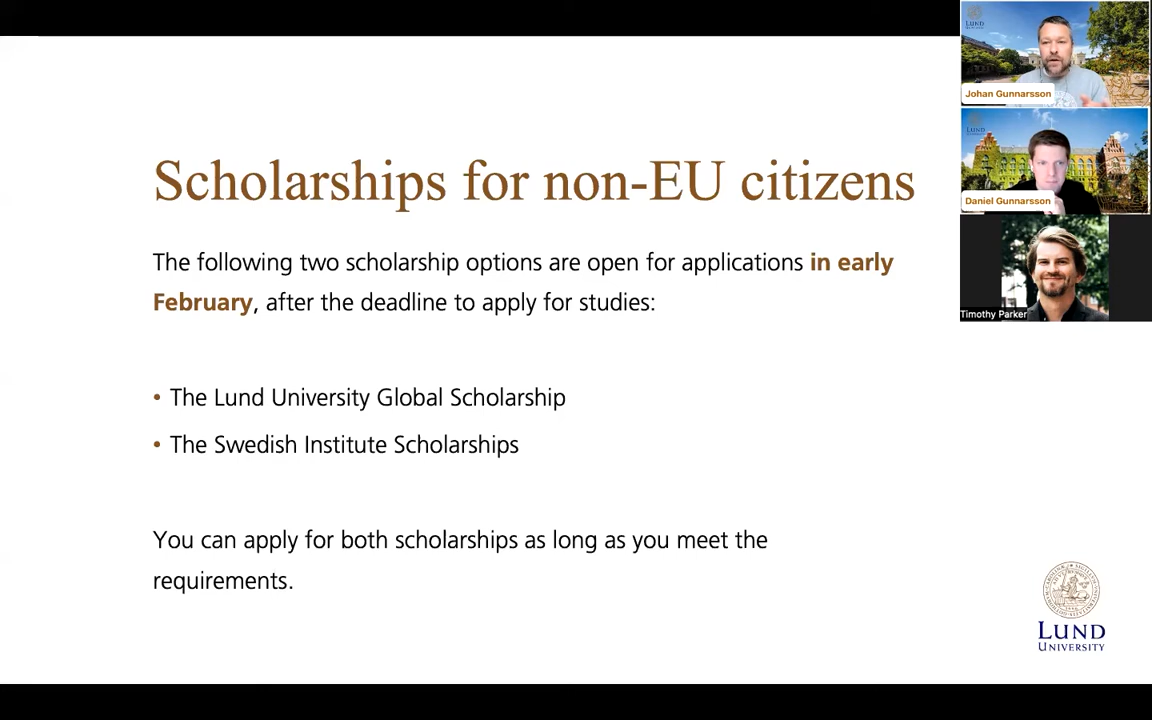 Scholarships for non-EU citizens
The following two scholarship options are open for applications in early
February, after the deadline to apply for studies:
• The Lund University Global Scholarship
• The Swedish Institute Scholarships
You can apply for both scholarships as long as you meet the
requirements.
LUND
UNIVERSITY
LUND
Johan Gunnarsson
LUND
Daniel Gunnarsson
Timothy Parker